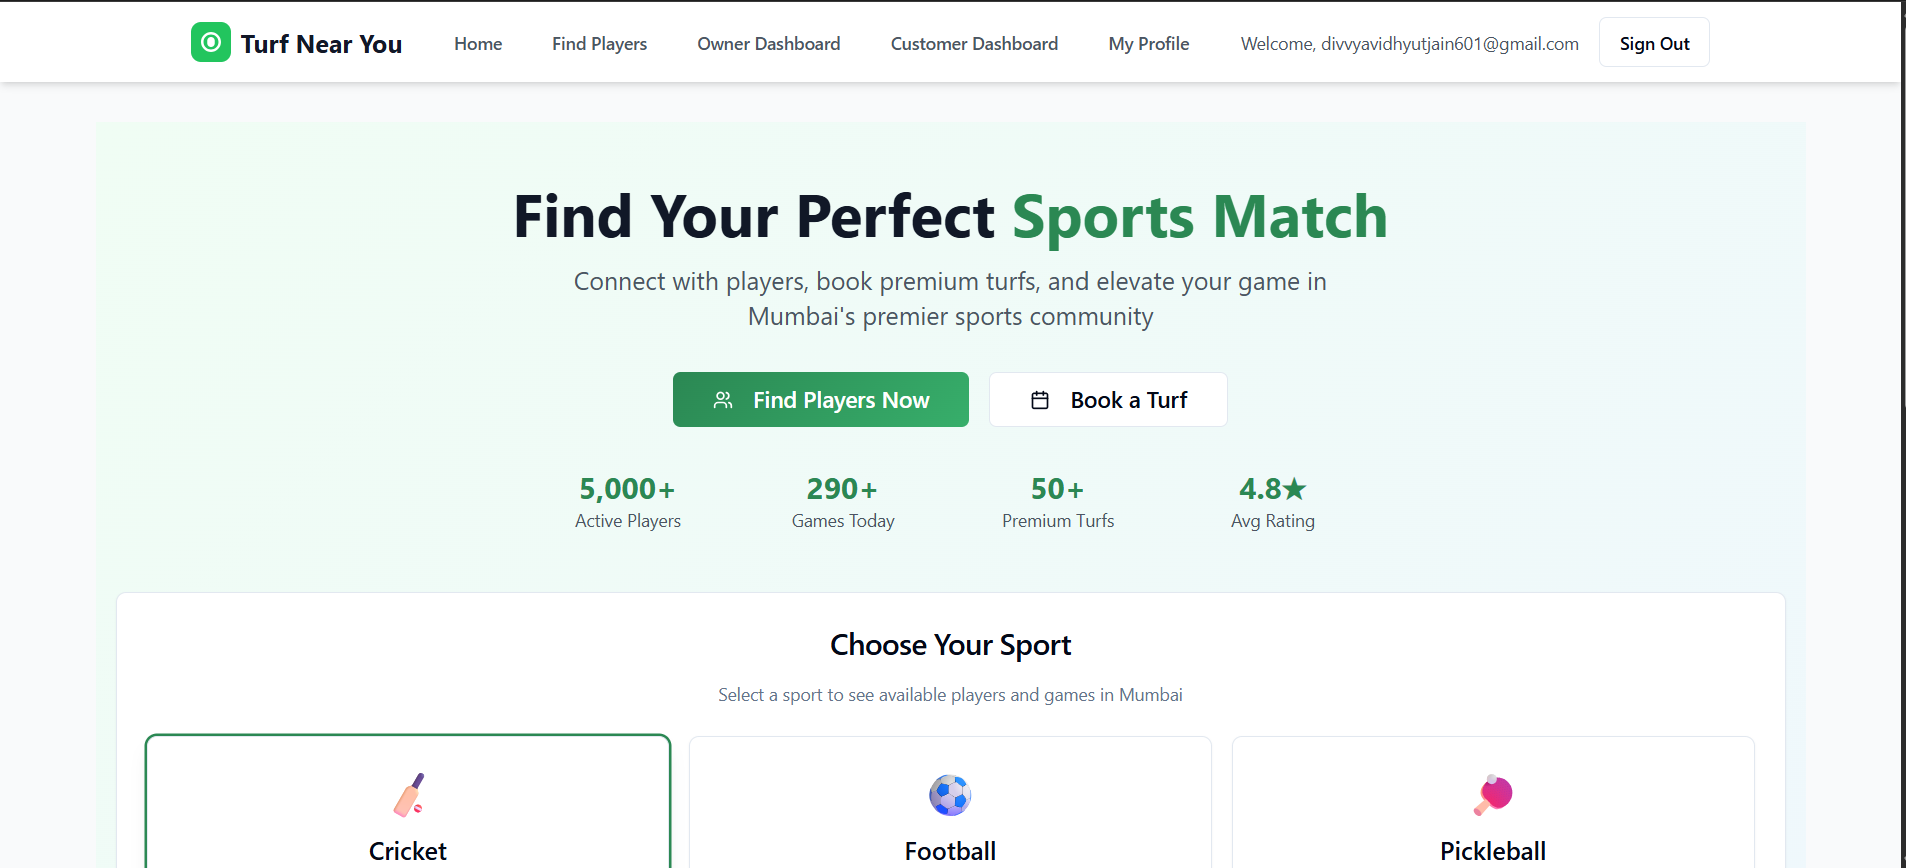 Turf Near You
Home
Find Players
Owner Dashboard
Customer Dashboard
My Profile
Welcome, divvyavidhyutjain601@gmail.com
Sign Out
Find Your Perfect Sports Match
Connect with players, book premium turfs, and elevate your game in
Mumbai's premier sports community
Find Players Now
Book a Turf
5,000+
Active Players
290+
Games Today
50+
Premium Turfs
4.8★
Avg Rating
Choose Your Sport
Select a sport to see available players and games in Mumbai
Cricket
Football
Pickleball